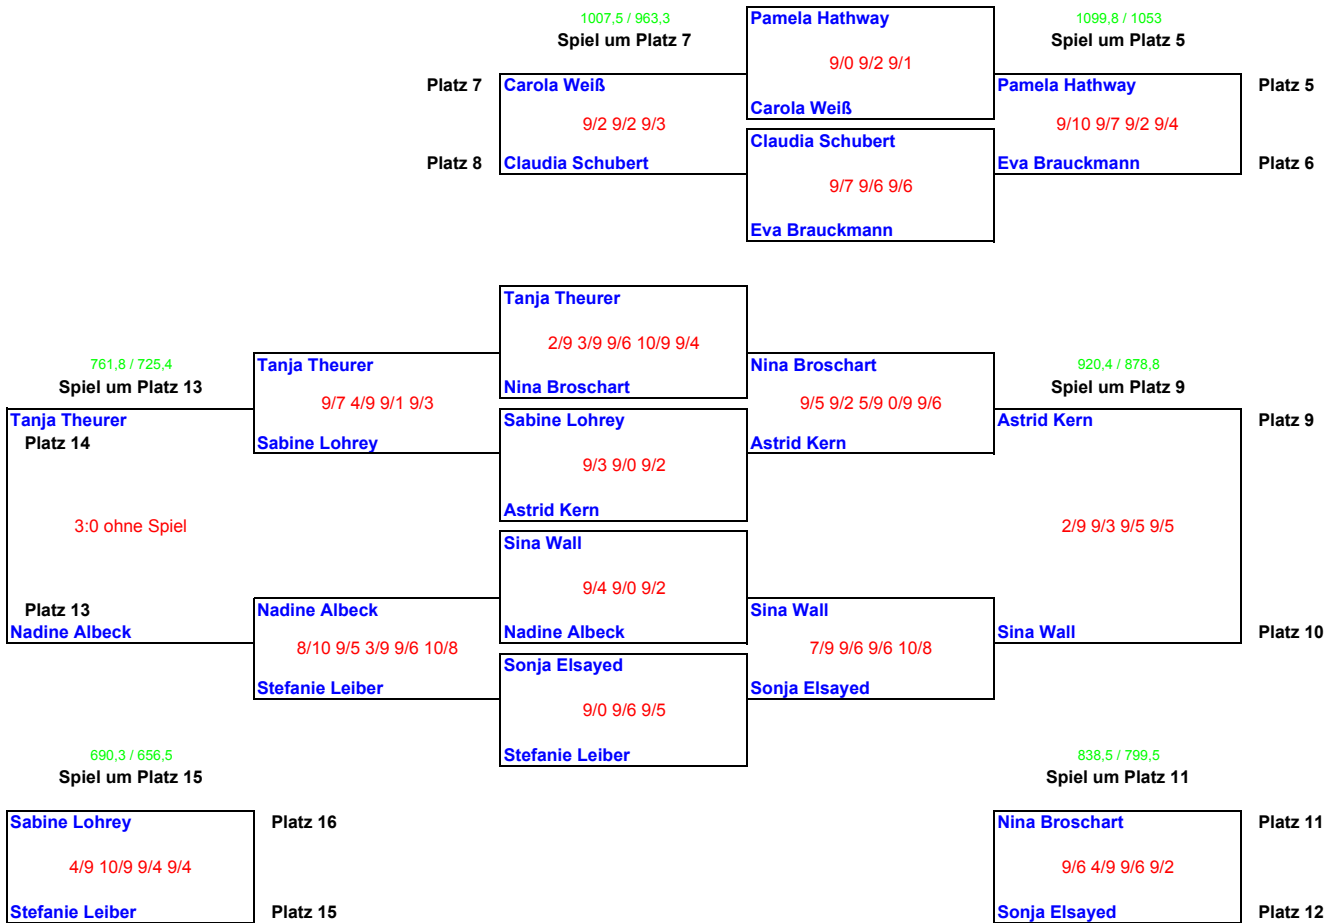 1007,5 / 963,3
Spiel um Platz 7
Pamela Hathway
1099,8 / 1053
Spiel um Platz 5
9/0 9/2 9/1
Platz 7
Carola Weiß
Pamela Hathway
Platz 5
Carola Weiß
9/2 9/2 9/3
9/10 9/7 9/2 9/4
Claudia Schubert
Platz 8
Claudia Schubert
Eva Brauckmann
Platz 6
9/7 9/6 9/6
Eva Brauckmann
Tanja Theurer
2/9 3/9 9/6 10/9 9/4
761,8 / 725,4
Spiel um Platz 13
Tanja Theurer
Nina Broschart
Nina Broschart
920,4 / 878,8
Spiel um Platz 9
9/7 4/9 9/1 9/3
9/5 9/2 5/9 0/9 9/6
Tanja Theurer
Platz 14
Sabine Lohrey
Astrid Kern
Platz 9
Sabine Lohrey
Astrid Kern
9/3 9/0 9/2
Astrid Kern
3:0 ohne Spiel
2/9 9/3 9/5 9/5
Sina Wall
9/4 9/0 9/2
Platz 13
Nadine Albeck
Nadine Albeck
Nadine Albeck
Sina Wall
Sina Wall
Platz 10
8/10 9/5 3/9 9/6 10/8
7/9 9/6 9/6 10/8
Sonja Elsayed
Stefanie Leiber
Sonja Elsayed
9/0 9/6 9/5
Stefanie Leiber
690,3 / 656,5
Spiel um Platz 15
838,5 / 799,5
Spiel um Platz 11
Sabine Lohrey
Platz 16
Nina Broschart
Platz 11
4/9 10/9 9/4 9/4
9/6 4/9 9/6 9/2
Stefanie Leiber
Platz 15
Sonja Elsayed
Platz 12